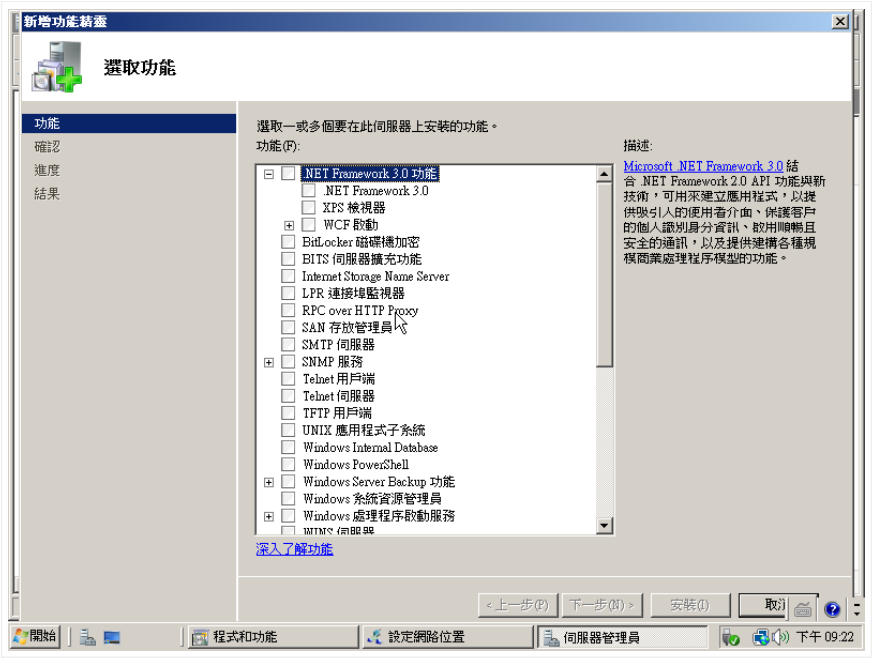 新增功能精靈
選取功能
功能
確認
進度
結果
選取一或多個要在此伺服器上安裝的功能。
功能(F):
.NET Framework 3.0 功能
.NET Framework 3.0
XPS 檢視器
WCF 啟動
BitLocker 磁碟機加密
BITS 伺服器擴充功能
Internet Storage Name Server
LPR 連接埠監視器
RPC over HTTP Proxy
SAN 存放管理員
SMTP 伺服器
SNMP 服務
Telnet 用戶端
Telnet 伺服器
TFTP 用戶端
UNIX 應用程式子系統
Windows Internal Database
Windows PowerShell
Windows Server Backup 功能
Windows 系統資源管理員
Windows 處理程序啟動服務
WINS 伺服器
深入了解功能
描述:
Microsoft .NET Framework 3.0 結
合 .NET Framework 2.0 API 功能與新
技術，可用來建立應用程式，以提
供吸引人的使用者介面、保護客戶
的個人識別身分資訊、啟用順暢且
安全的通訊，以及提供建構各種規
模商業處理程序模型的功能。
< 上一步(P)
下一步(N) >
安裝(I)
取消
開始
程式和功能
設定網路位置
伺服器管理員
下午 09:22